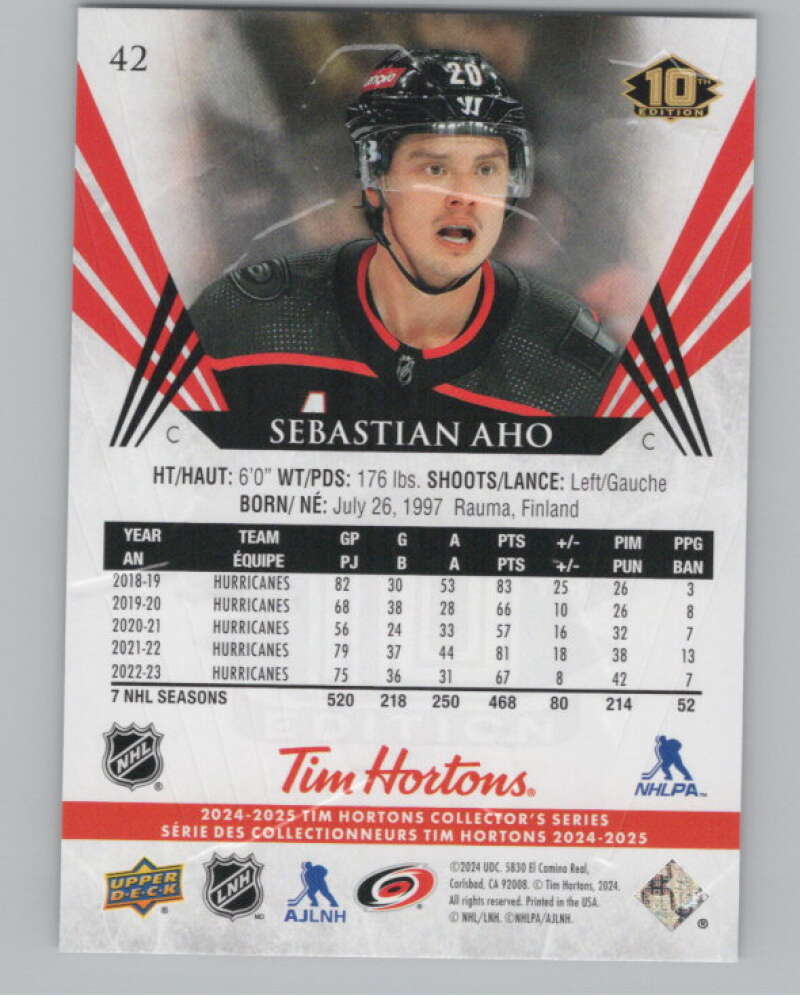 42
10TH
EDITION
20
Lenovo
W
A
C SEBASTIAN AHO C
HT/HAUT: 6'0" WT/PDS: 176 lbs. SHOOTS/LANCE: Left/Gauche
BORN/ NÉ: July 26, 1997 Rauma, Finland
YEAR TEAM GP G A PTS +/- PIM PPG
AN ÉQUIPE PJ B A PTS +/- PUN BAN
2018-19 HURRICANES 82 30 53 83 25 26 3
2019-20 HURRICANES 68 38 28 66 10 26 8
2020-21 HURRICANES 56 24 33 57 16 32 7
2021-22 HURRICANES 79 37 44 81 18 38 13
2022-23 HURRICANES 75 36 31 67 8 42 7
7 NHL SEASONS 520 218 250 468 80 214 52
EDITION
NHL ® Tim Hortons® NHLPA™
2024-2025 TIM HORTONS COLLECTOR'S SERIES
SÉRIE DES COLLECTIONNEURS TIM HORTONS 2024-2025
UPPER DECK ® LNH MD AJLNH ®
©2024 UDC. 5830 El Camino Real,
Carlsbad, CA 92008. © Tim Hortons, 2024.
All rights reserved. Printed in the USA.
© NHL/LNH. ©NHLPA/AJLNH.